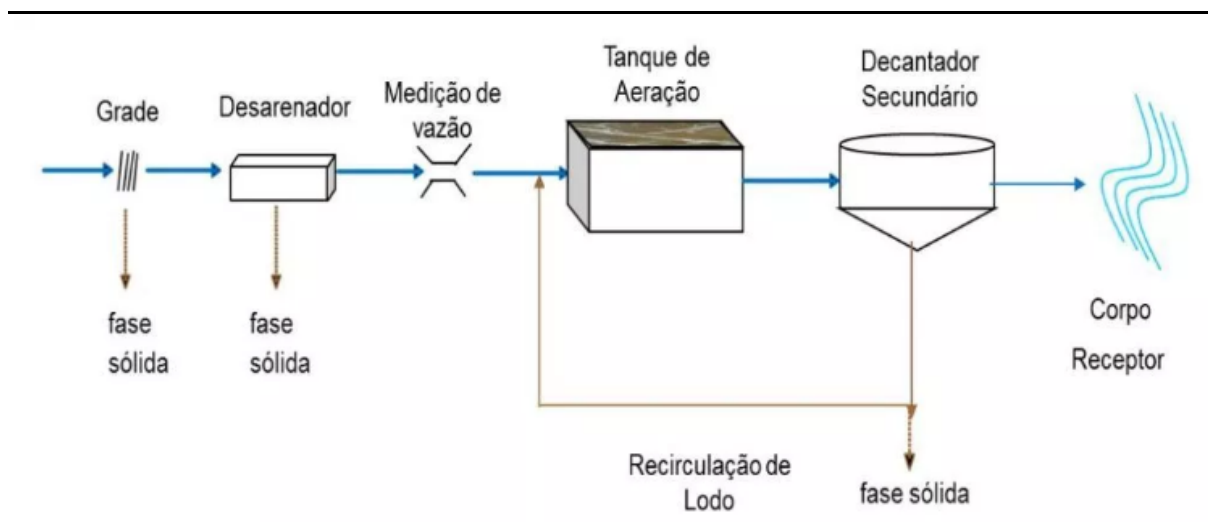 Grade
Desarenador
Medição de
vazão
Tanque de
Aeração
Decantador
Secundário
fase
sólida
fase
sólida
Corpo
Receptor
Recirculação de
Lodo
fase sólida